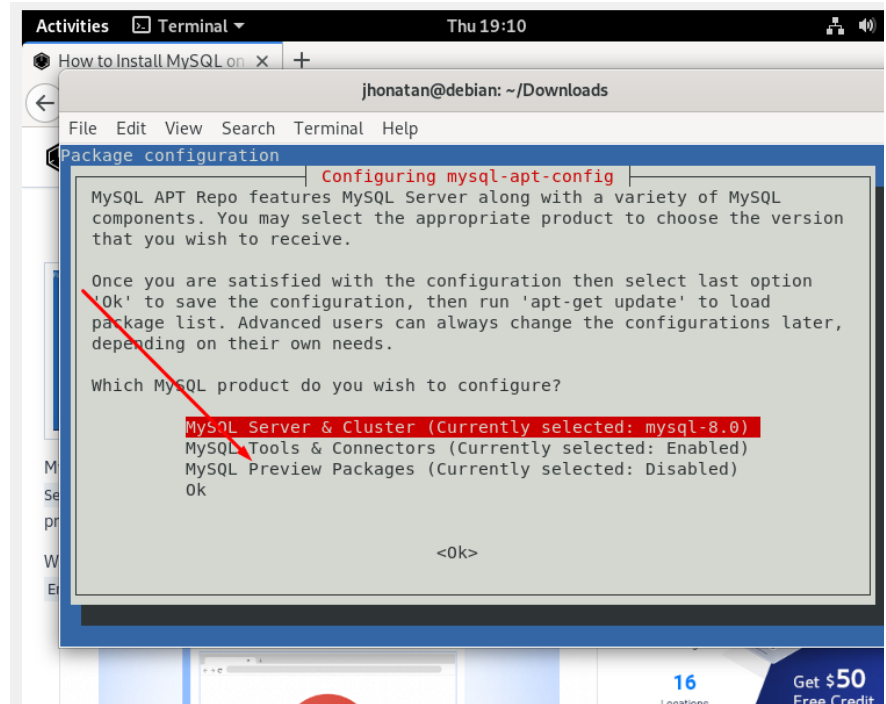 Activities Terminal Thu 19:10
How to Install MySQL on
jhonatan@debian: ~/Downloads
File Edit View Search Terminal Help
Package configuration
Configuring mysql-apt-config
MySQL APT Repo features MySQL Server along with a variety of MySQL
components. You may select the appropriate product to choose the version
that you wish to receive.
Once you are satisfied with the configuration then select last option
'Ok' to save the configuration, then run 'apt-get update' to load
package list. Advanced users can always change the configurations later,
depending on their own needs.
Which MySQL product do you wish to configure?
MySQL Server & Cluster (Currently selected: mysql-8.0)
MySQL Tools & Connectors (Currently selected: Enabled)
MySQL Preview Packages (Currently selected: Disabled)
Ok
<Ok>
M
Se
pr
W
16
Locations
Get $50
Free Credit